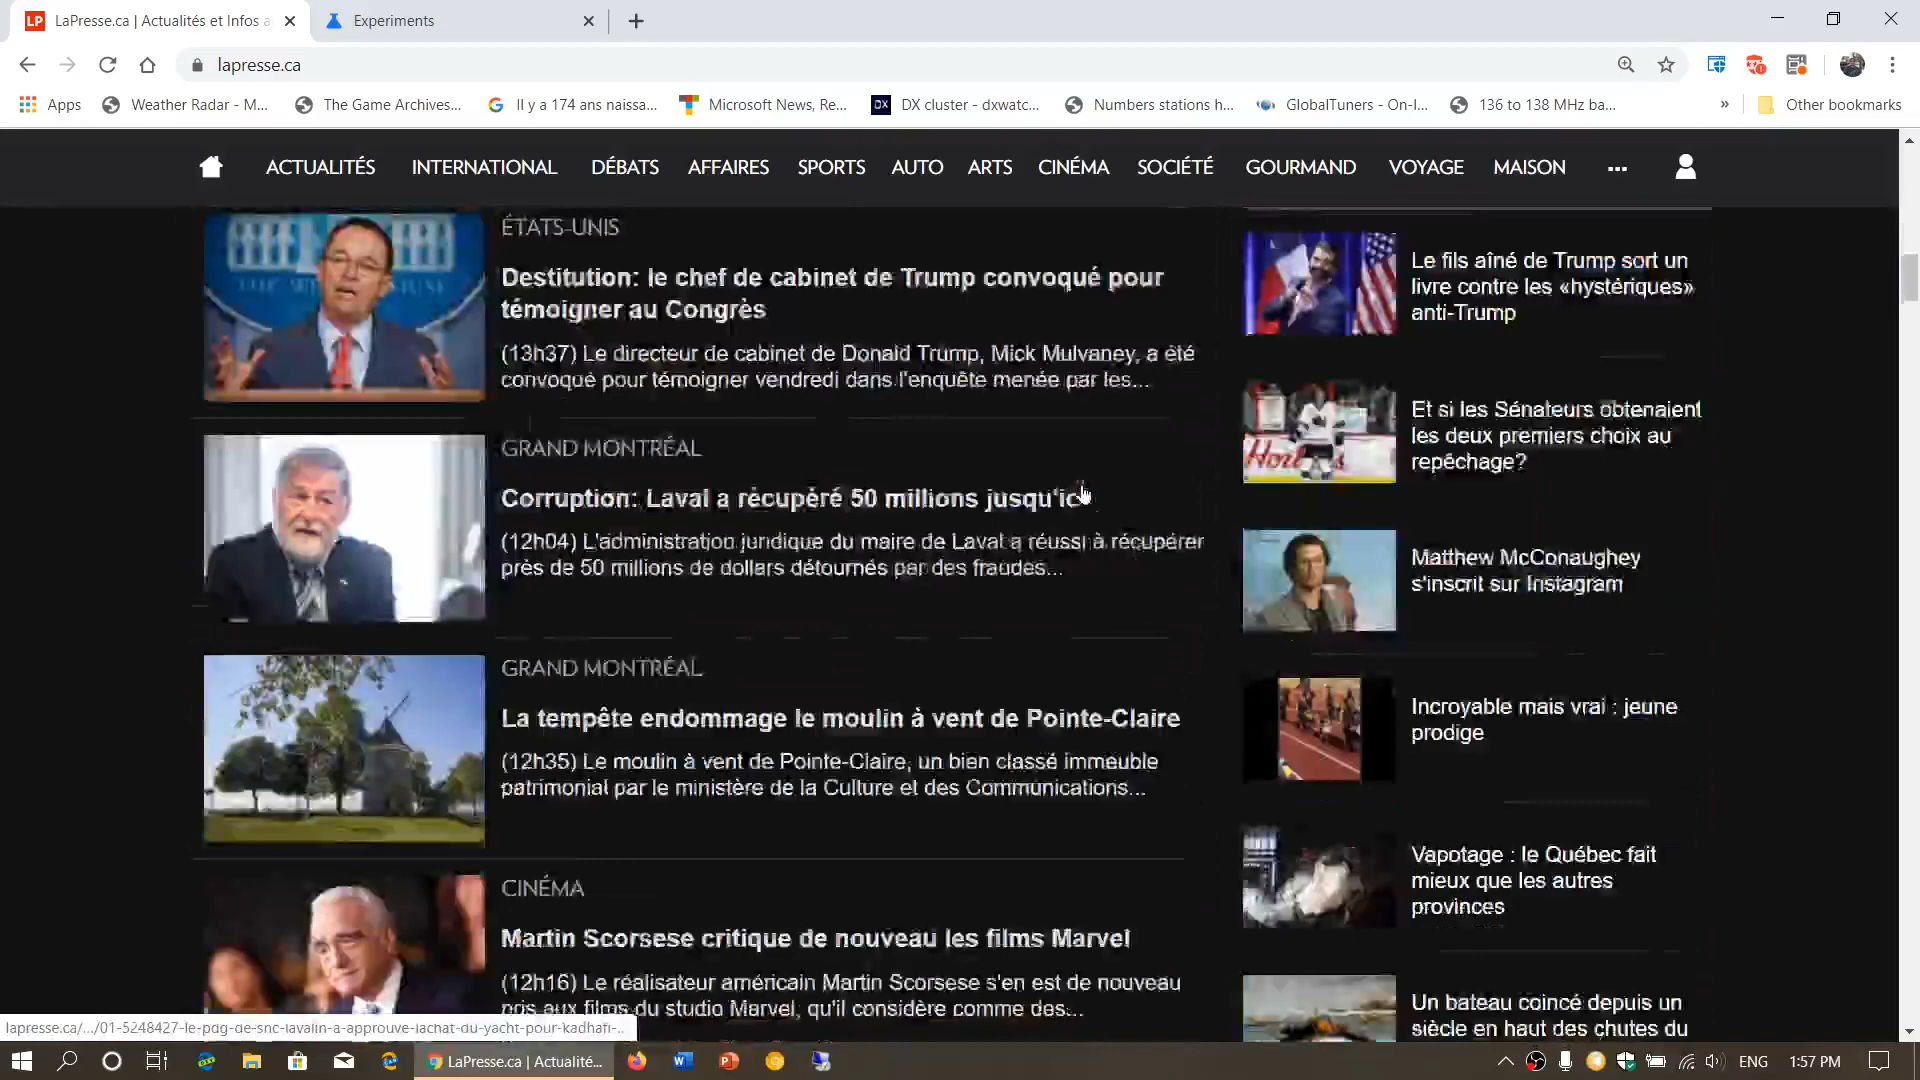 LP LaPresse.ca | Actualités et Infos a
Experiments
lapresse.ca
Apps
Weather Radar - M...
The Game Archives...
Il y a 174 ans naissa...
Microsoft News, Re...
DX
DX cluster - dxwatc...
Numbers stations h...
GlobalTuners - On-l...
136 to 138 MHz ba...
»
Other bookmarks
ACTUALITÉS
INTERNATIONAL
DÉBATS
AFFAIRES
SPORTS
AUTO
ARTS
CINÉMA
SOCIÉTÉ
GOURMAND
VOYAGE
MAISON
...
ÉTATS-UNIS
Destitution: le chef de cabinet de Trump convoqué pour
témoigner au Congrès
(13h37) Le directeur de cabinet de Donald Trump, Mick Mulvaney, a été
convoqué pour témoigner vendredi dans l'enquête menée par les...
GRAND MONTRÉAL
Corruption: Laval a récupéré 50 millions jusqu'ici
(12h04) L'administration juridique du maire de Laval a réussi à récupérer
près de 50 millions de dollars détournés par des fraudes...
GRAND MONTRÉAL
La tempête endommage le moulin à vent de Pointe-Claire
(12h35) Le moulin à vent de Pointe-Claire, un bien classé immeuble
patrimonial par le ministère de la Culture et des Communications...
CINÉMA
Martin Scorsese critique de nouveau les films Marvel
(12h16) Le réalisateur américain Martin Scorsese s'en est de nouveau
pris aux films du studio Marvel, qu'il considère comme des...
Le fils aîné de Trump sort un
livre contre les «hystériques»
anti-Trump
Et si les Sénateurs obtenaient
les deux premiers choix au
repêchage?
Matthew McConaughey
s'inscrit sur Instagram
Incroyable mais vrai : jeune
prodige
Vapotage : le Québec fait
mieux que les autres
provinces
Un bateau coincé depuis un
siècle en haut des chutes du
lapresse.ca/.../01-5248427-le-pdg-de-snc-lavalin-a-approuve-lachat-du-yacht-pour-kadhafi-...
LaPresse.ca | Actualité...
ENG
1:57 PM